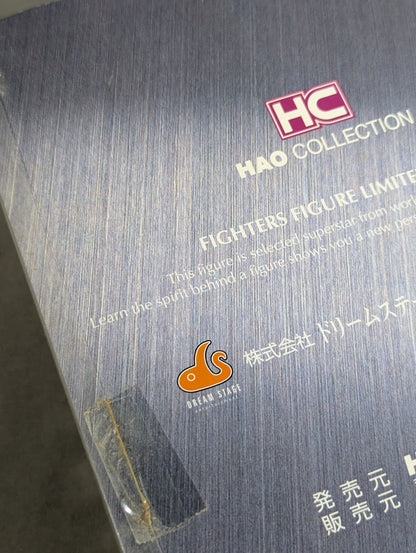 HC
HAO COLLECTION
FIGHTERS FIGURE LIMITE
This figure is selected superstar from worl
Learn the spirit behind a figure shows you a new per
DREAM STAGE
株式会社 ドリームステ
発売元 H
販売元